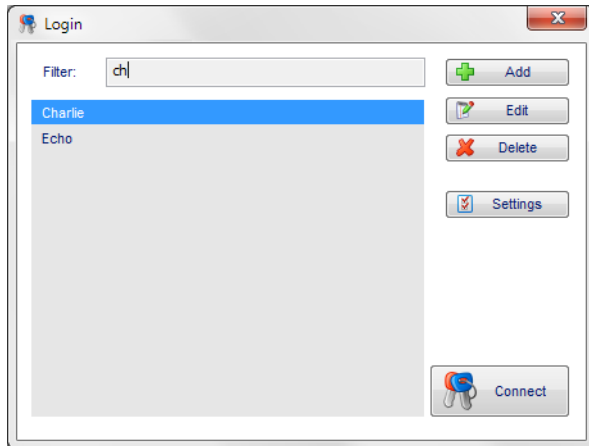 Login
Filter: ch
Add
Charlie
Edit
Echo
Delete
Settings
Connect